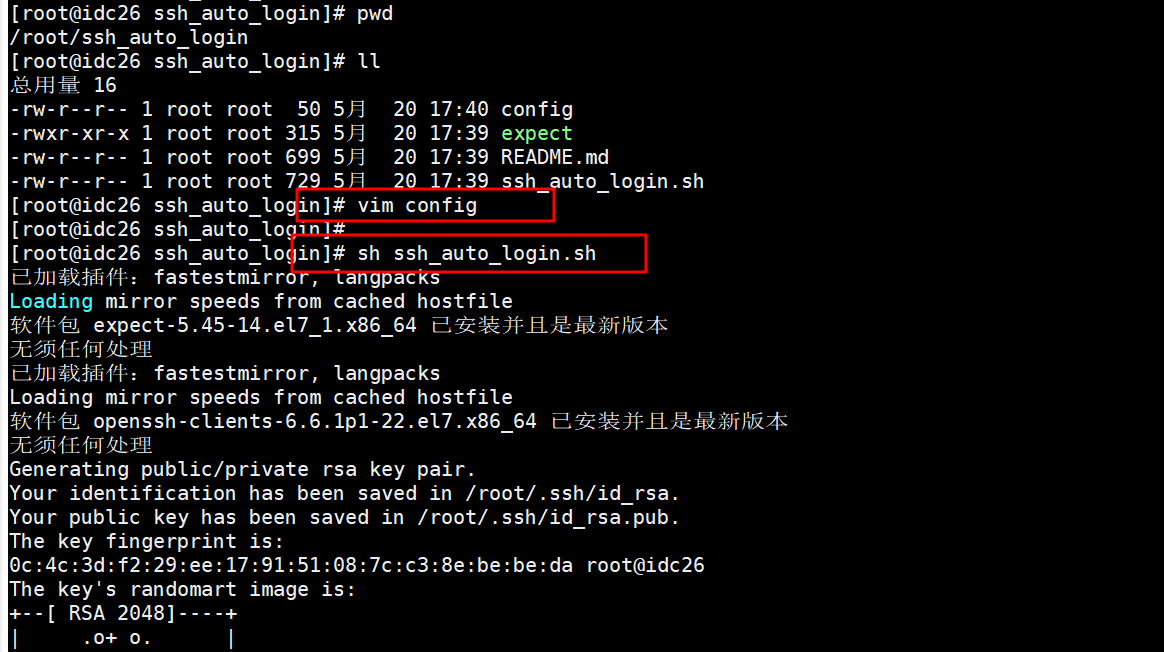 [root@idc26 ssh_auto_login]# pwd
/root/ssh_auto_login
[root@idc26 ssh_auto_login]# ll
总用量 16
-rw-r--r-- 1 root root  50 5月  20 17:40 config
-rwxr-xr-x 1 root root 315 5月  20 17:39 expect
-rw-r--r-- 1 root root 699 5月  20 17:39 README.md
-rw-r--r-- 1 root root 729 5月  20 17:39 ssh_auto_login.sh
[root@idc26 ssh_auto_login]# vim config
[root@idc26 ssh_auto_login]#
[root@idc26 ssh_auto_login]# sh ssh_auto_login.sh
已加载插件：fastestmirror, langpacks
Loading mirror speeds from cached hostfile
软件包 expect-5.45-14.el7_1.x86_64 已安装并且是最新版本
无须任何处理
已加载插件：fastestmirror, langpacks
Loading mirror speeds from cached hostfile
软件包 openssh-clients-6.6.1p1-22.el7.x86_64 已安装并且是最新版本
无须任何处理
Generating public/private rsa key pair.
Your identification has been saved in /root/.ssh/id_rsa.
Your public key has been saved in /root/.ssh/id_rsa.pub.
The key fingerprint is:
0c:4c:3d:f2:29:ee:17:91:51:08:7c:c3:8e:be:be:da root@idc26
The key's randomart image is:
+--[ RSA 2048]----+
|     .o+ o.      |